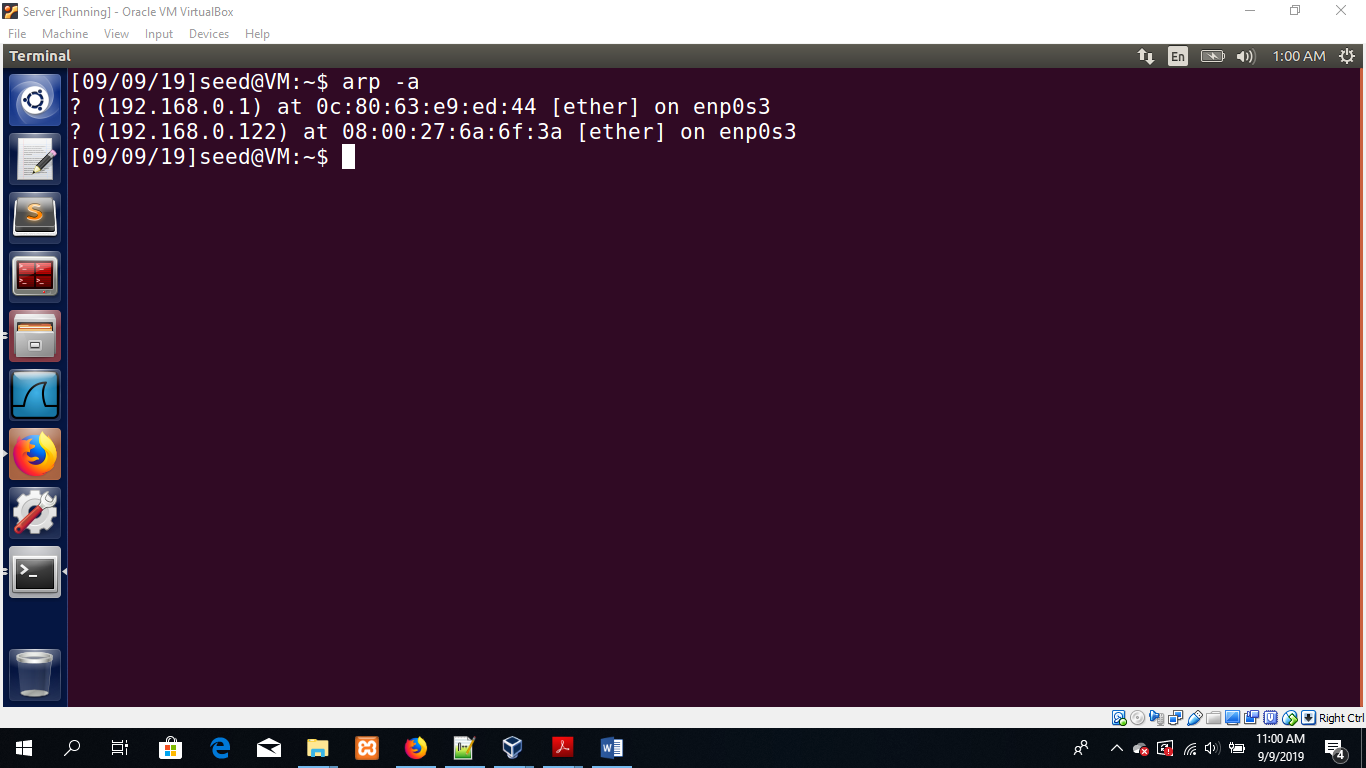 Server [Running] - Oracle VM VirtualBox
File Machine View Input Devices Help
Terminal En 1:00 AM
[09/09/19]seed@VM:~$ arp -a
? (192.168.0.1) at 0c:80:63:e9:ed:44 [ether] on enp0s3
? (192.168.0.122) at 08:00:27:6a:6f:3a [ether] on enp0s3
[09/09/19]seed@VM:~$
Right Ctrl
11:00 AM
9/9/2019
4